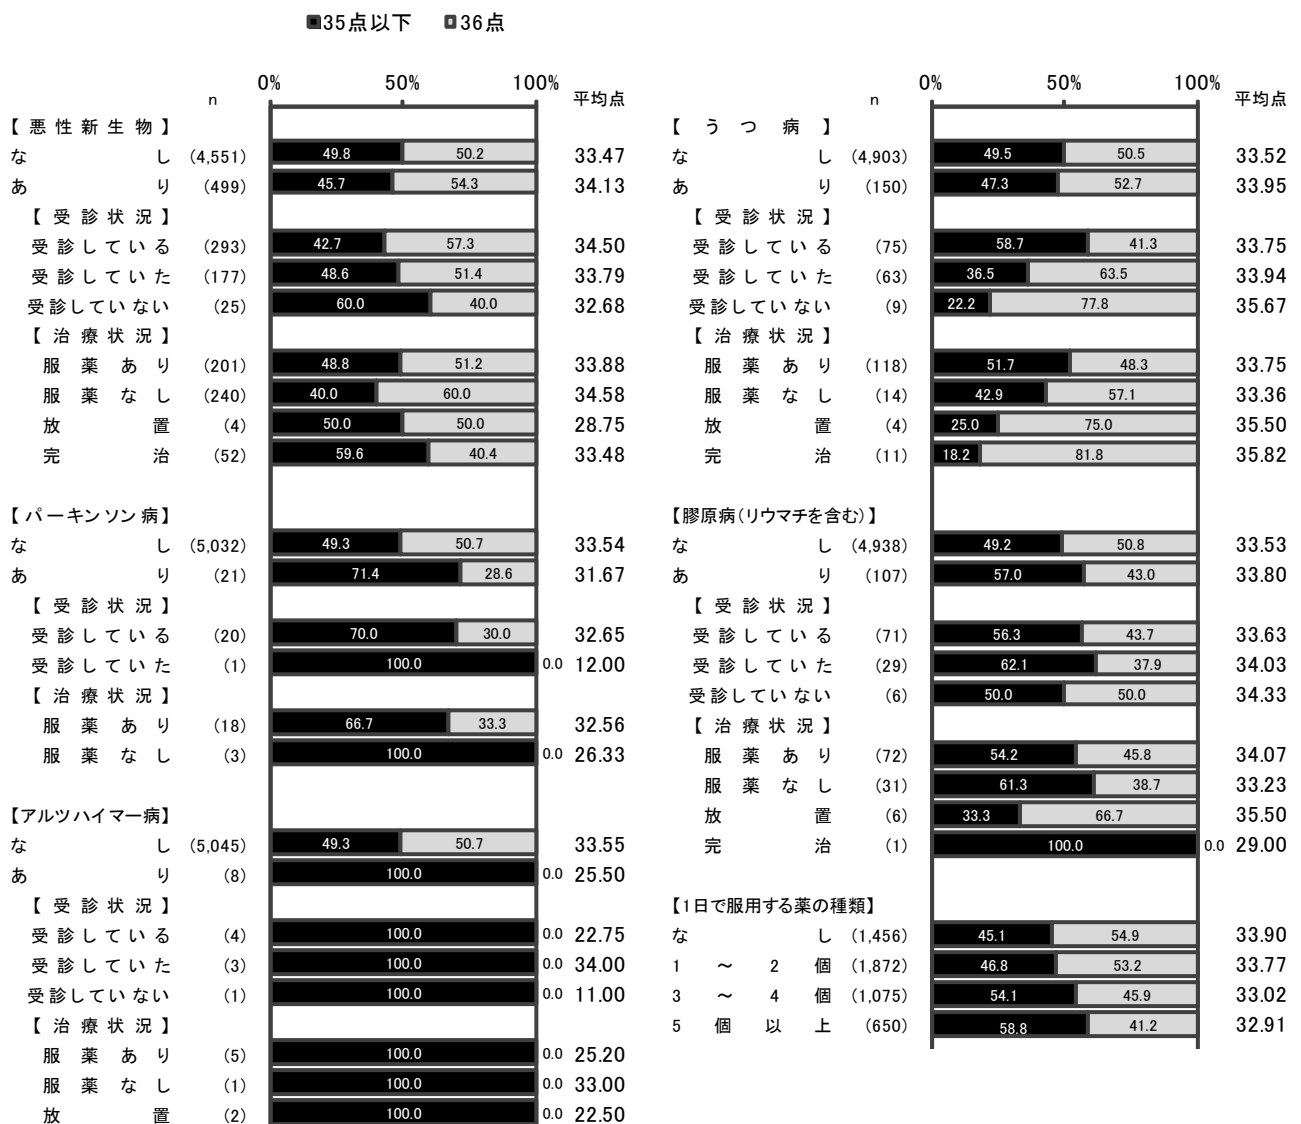 ■35点以下 ■36点
0% 50% 100%
n 平均点
【悪性新生物】
なし (4,551) 49.8 50.2 33.47
あり (499) 45.7 54.3 34.13
【受診状況】
受診している (293) 42.7 57.3 34.50
受診していた (177) 48.6 51.4 33.79
受診していない (25) 60.0 40.0 32.68
【治療状況】
服薬あり (201) 48.8 51.2 33.88
服薬なし (240) 40.0 60.0 34.58
放置 (4) 50.0 50.0 28.75
完治 (52) 59.6 40.4 33.48
【パーキンソン病】
なし (5,032) 49.3 50.7 33.54
あり (21) 71.4 28.6 31.67
【受診状況】
受診している (20) 70.0 30.0 32.65
受診していた (1) 100.0 0.0 12.00
【治療状況】
服薬あり (18) 66.7 33.3 32.56
服薬なし (3) 100.0 0.0 26.33
【アルツハイマー病】
なし (5,045) 49.3 50.7 33.55
あり (8) 100.0 0.0 25.50
【受診状況】
受診している (4) 100.0 0.0 22.75
受診していた (3) 100.0 0.0 34.00
受診していない (1) 100.0 0.0 11.00
【治療状況】
服薬あり (5) 100.0 0.0 25.20
服薬なし (1) 100.0 0.0 33.00
放置 (2) 100.0 0.0 22.50
0% 50% 100%
n 平均点
【うつ病】
なし (4,903) 49.5 50.5 33.52
あり (150) 47.3 52.7 33.95
【受診状況】
受診している (75) 58.7 41.3 33.75
受診していた (63) 36.5 63.5 33.94
受診していない (9) 22.2 77.8 35.67
【治療状況】
服薬あり (118) 51.7 48.3 33.75
服薬なし (14) 42.9 57.1 33.36
放置 (4) 25.0 75.0 35.50
完治 (11) 18.2 81.8 35.82
【膠原病(リウマチを含む)】
なし (4,938) 49.2 50.8 33.53
あり (107) 57.0 43.0 33.80
【受診状況】
受診している (71) 56.3 43.7 33.63
受診していた (29) 62.1 37.9 34.03
受診していない (6) 50.0 50.0 34.33
【治療状況】
服薬あり (72) 54.2 45.8 34.07
服薬なし (31) 61.3 38.7 33.23
放置 (6) 33.3 66.7 35.50
完治 (1) 100.0 0.0 29.00
【1日で服用する薬の種類】
なし (1,456) 45.1 54.9 33.90
1～2個 (1,872) 46.8 53.2 33.77
3～4個 (1,075) 54.1 45.9 33.02
5個以上 (650) 58.8 41.2 32.91